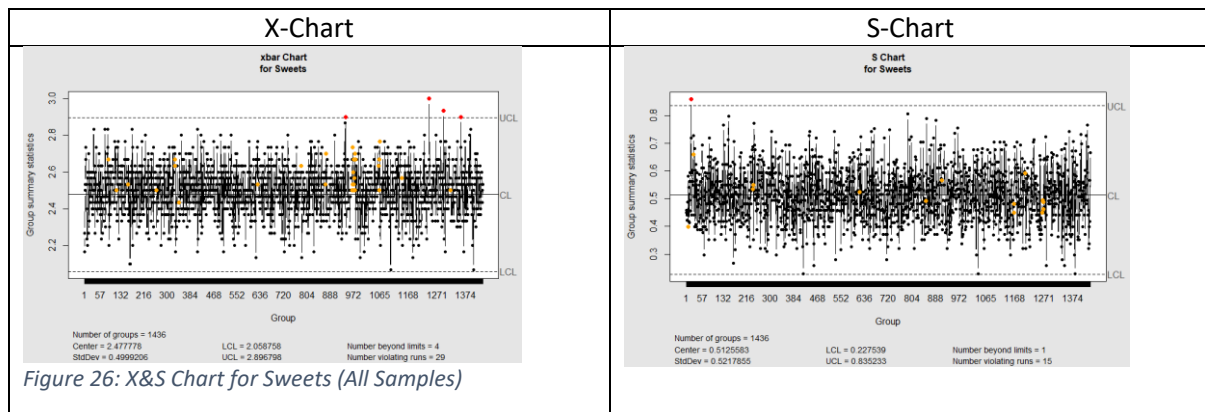 X-Chart
S-Chart
xbar Chart
for Sweets
Group summary statistics
3.0
2.8
2.6
2.4
2.2
UCL
CL
LCL
1 57 132 216 300 384 468 552 636 720 804 888 972 1065 1168 1271 1374
Group
Number of groups = 1436
Center = 2.477778
LCL = 2.058758
Number beyond limits = 4
StdDev = 0.4999206
UCL = 2.896798
Number violating runs = 29
S Chart
for Sweets
Group summary statistics
0.8
0.7
0.6
0.5
0.4
0.3
UCL
CL
LCL
1 57 132 216 300 384 468 552 636 720 804 888 972 1065 1168 1271 1374
Group
Number of groups = 1436
Center = 0.5125583
LCL = 0.227539
Number beyond limits = 1
StdDev = 0.5217855
UCL = 0.835233
Number violating runs = 15
Figure 26: X&S Chart for Sweets (All Samples)